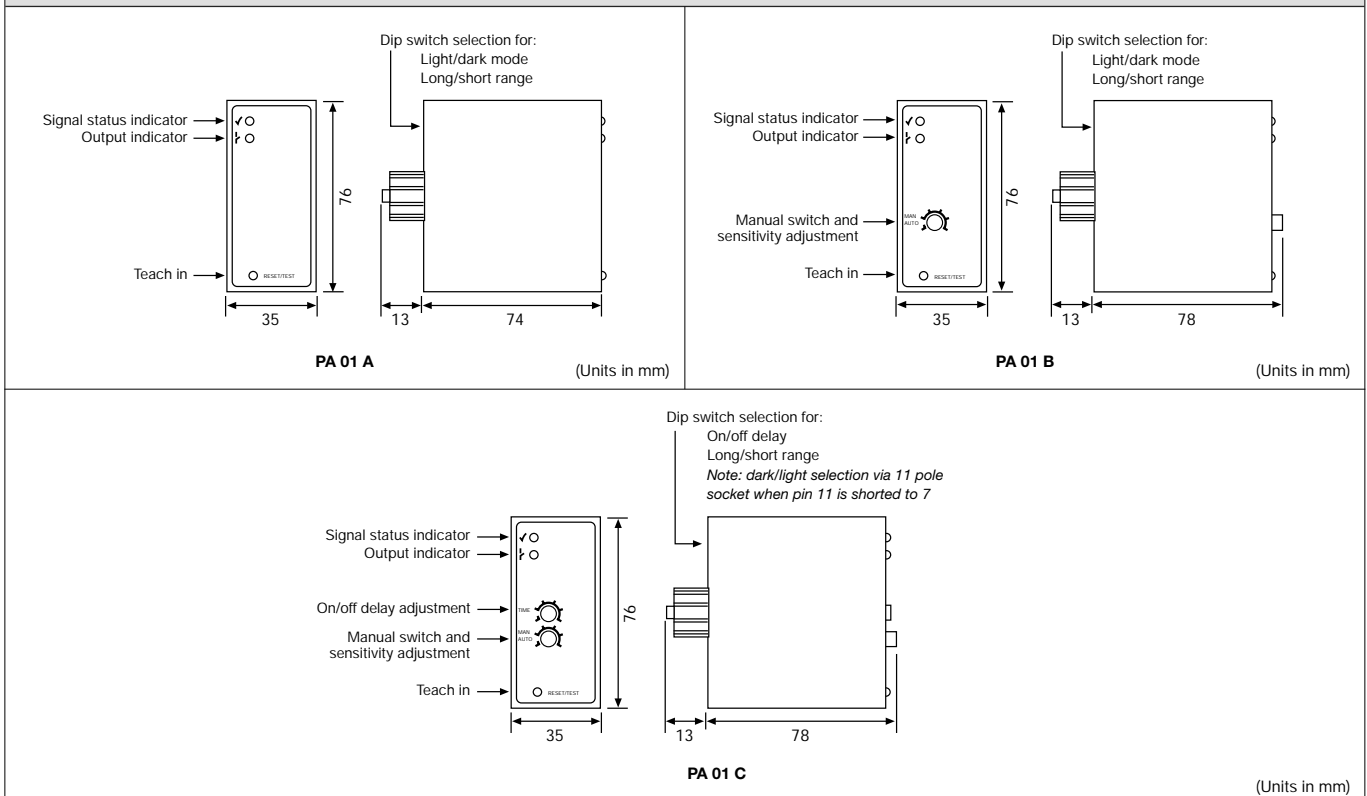 Dip switch selection for:
Light/dark mode
Long/short range
Signal status indicator
Output indicator
76
Teach in
RESET/TEST
35
13
74
PA 01 A
(Units in mm)
Dip switch selection for:
Light/dark mode
Long/short range
Signal status indicator
Output indicator
76
Manual switch and
sensitivity adjustment
MAN
AUTO
Teach in
RESET/TEST
35
13
78
PA 01 B
(Units in mm)
Dip switch selection for:
On/off delay
Long/short range
Note: dark/light selection via 11 pole
socket when pin 11 is shorted to 7
Signal status indicator
Output indicator
On/off delay adjustment
TIME
76
Manual switch and
sensitivity adjustment
MAN
AUTO
Teach in
RESET/TEST
35
13
78
PA 01 C
(Units in mm)